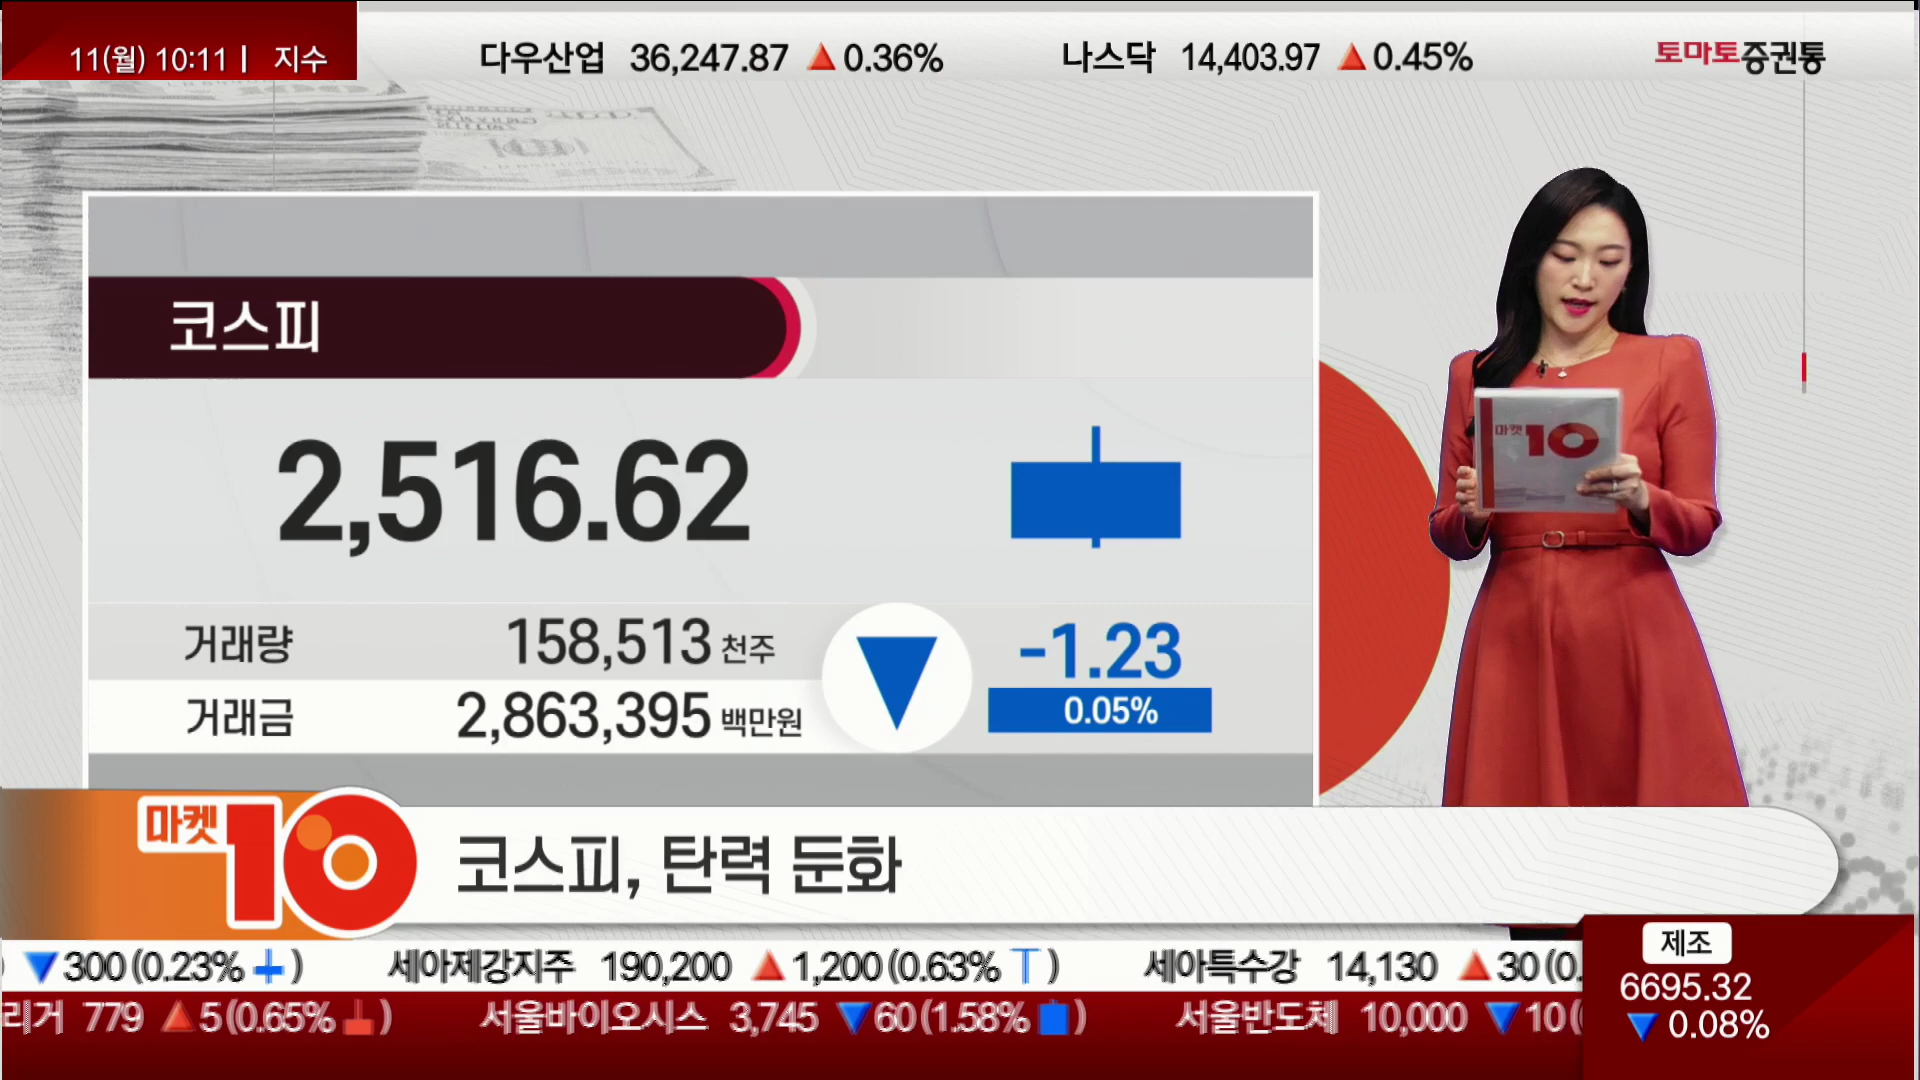 11(월) 10:11 | 지수
다우산업 36,247.87 ▲ 0.36%
나스닥 14,403.97 ▲ 0.45%
토마토증권통
코스피
2,516.62
거래량 158,513 천주
거래금 2,863,395 백만원
▼ -1.23
0.05%
마켓 10
마켓 10
코스피, 탄력 둔화
) ▼300(0.23% ) 세아제강지주 190,200 ▲1,200(0.63% ) 세아특수강 14,130 ▲30(0.
리거 779 ▲5(0.65% ) 서울바이오시스 3,745 ▼60(1.58% ) 서울반도체 10,000 ▼10(
제조
6695.32
▼ 0.08%